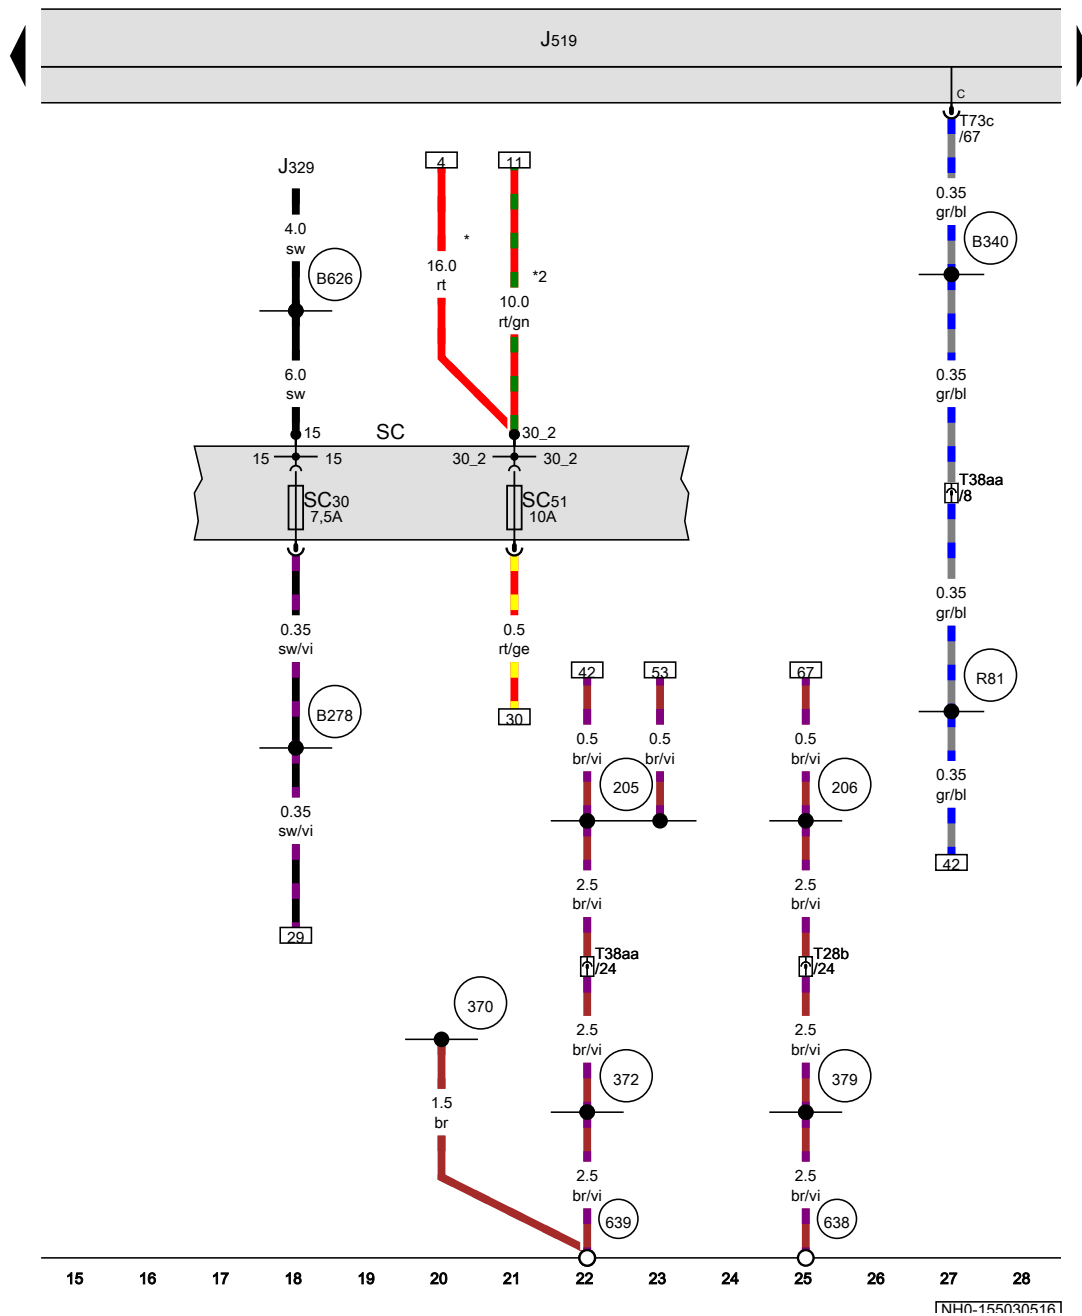 J519
C
T73c
/67
J329
4
11
4.0
sw
B626
*
16.0
rt
*2
10.0
rt/gn
0.35
gr/bl
B340
6.0
sw
0.35
gr/bl
15
SC
30_2
15
15
30_2
30_2
SC30
7,5A
SC51
10A
T38aa
/8
0.35
sw/vi
0.5
rt/ge
0.35
gr/bl
B278
30
42
53
67
R81
0.5
br/vi
0.5
br/vi
0.5
br/vi
205
206
0.35
gr/bl
0.35
sw/vi
42
2.5
br/vi
2.5
br/vi
29
T38aa
/24
T28b
/24
370
2.5
br/vi
2.5
br/vi
372
379
1.5
br
2.5
br/vi
2.5
br/vi
639
638
15 16 17 18 19 20 21 22 23 24 25 26 27 28
NH0-155030516